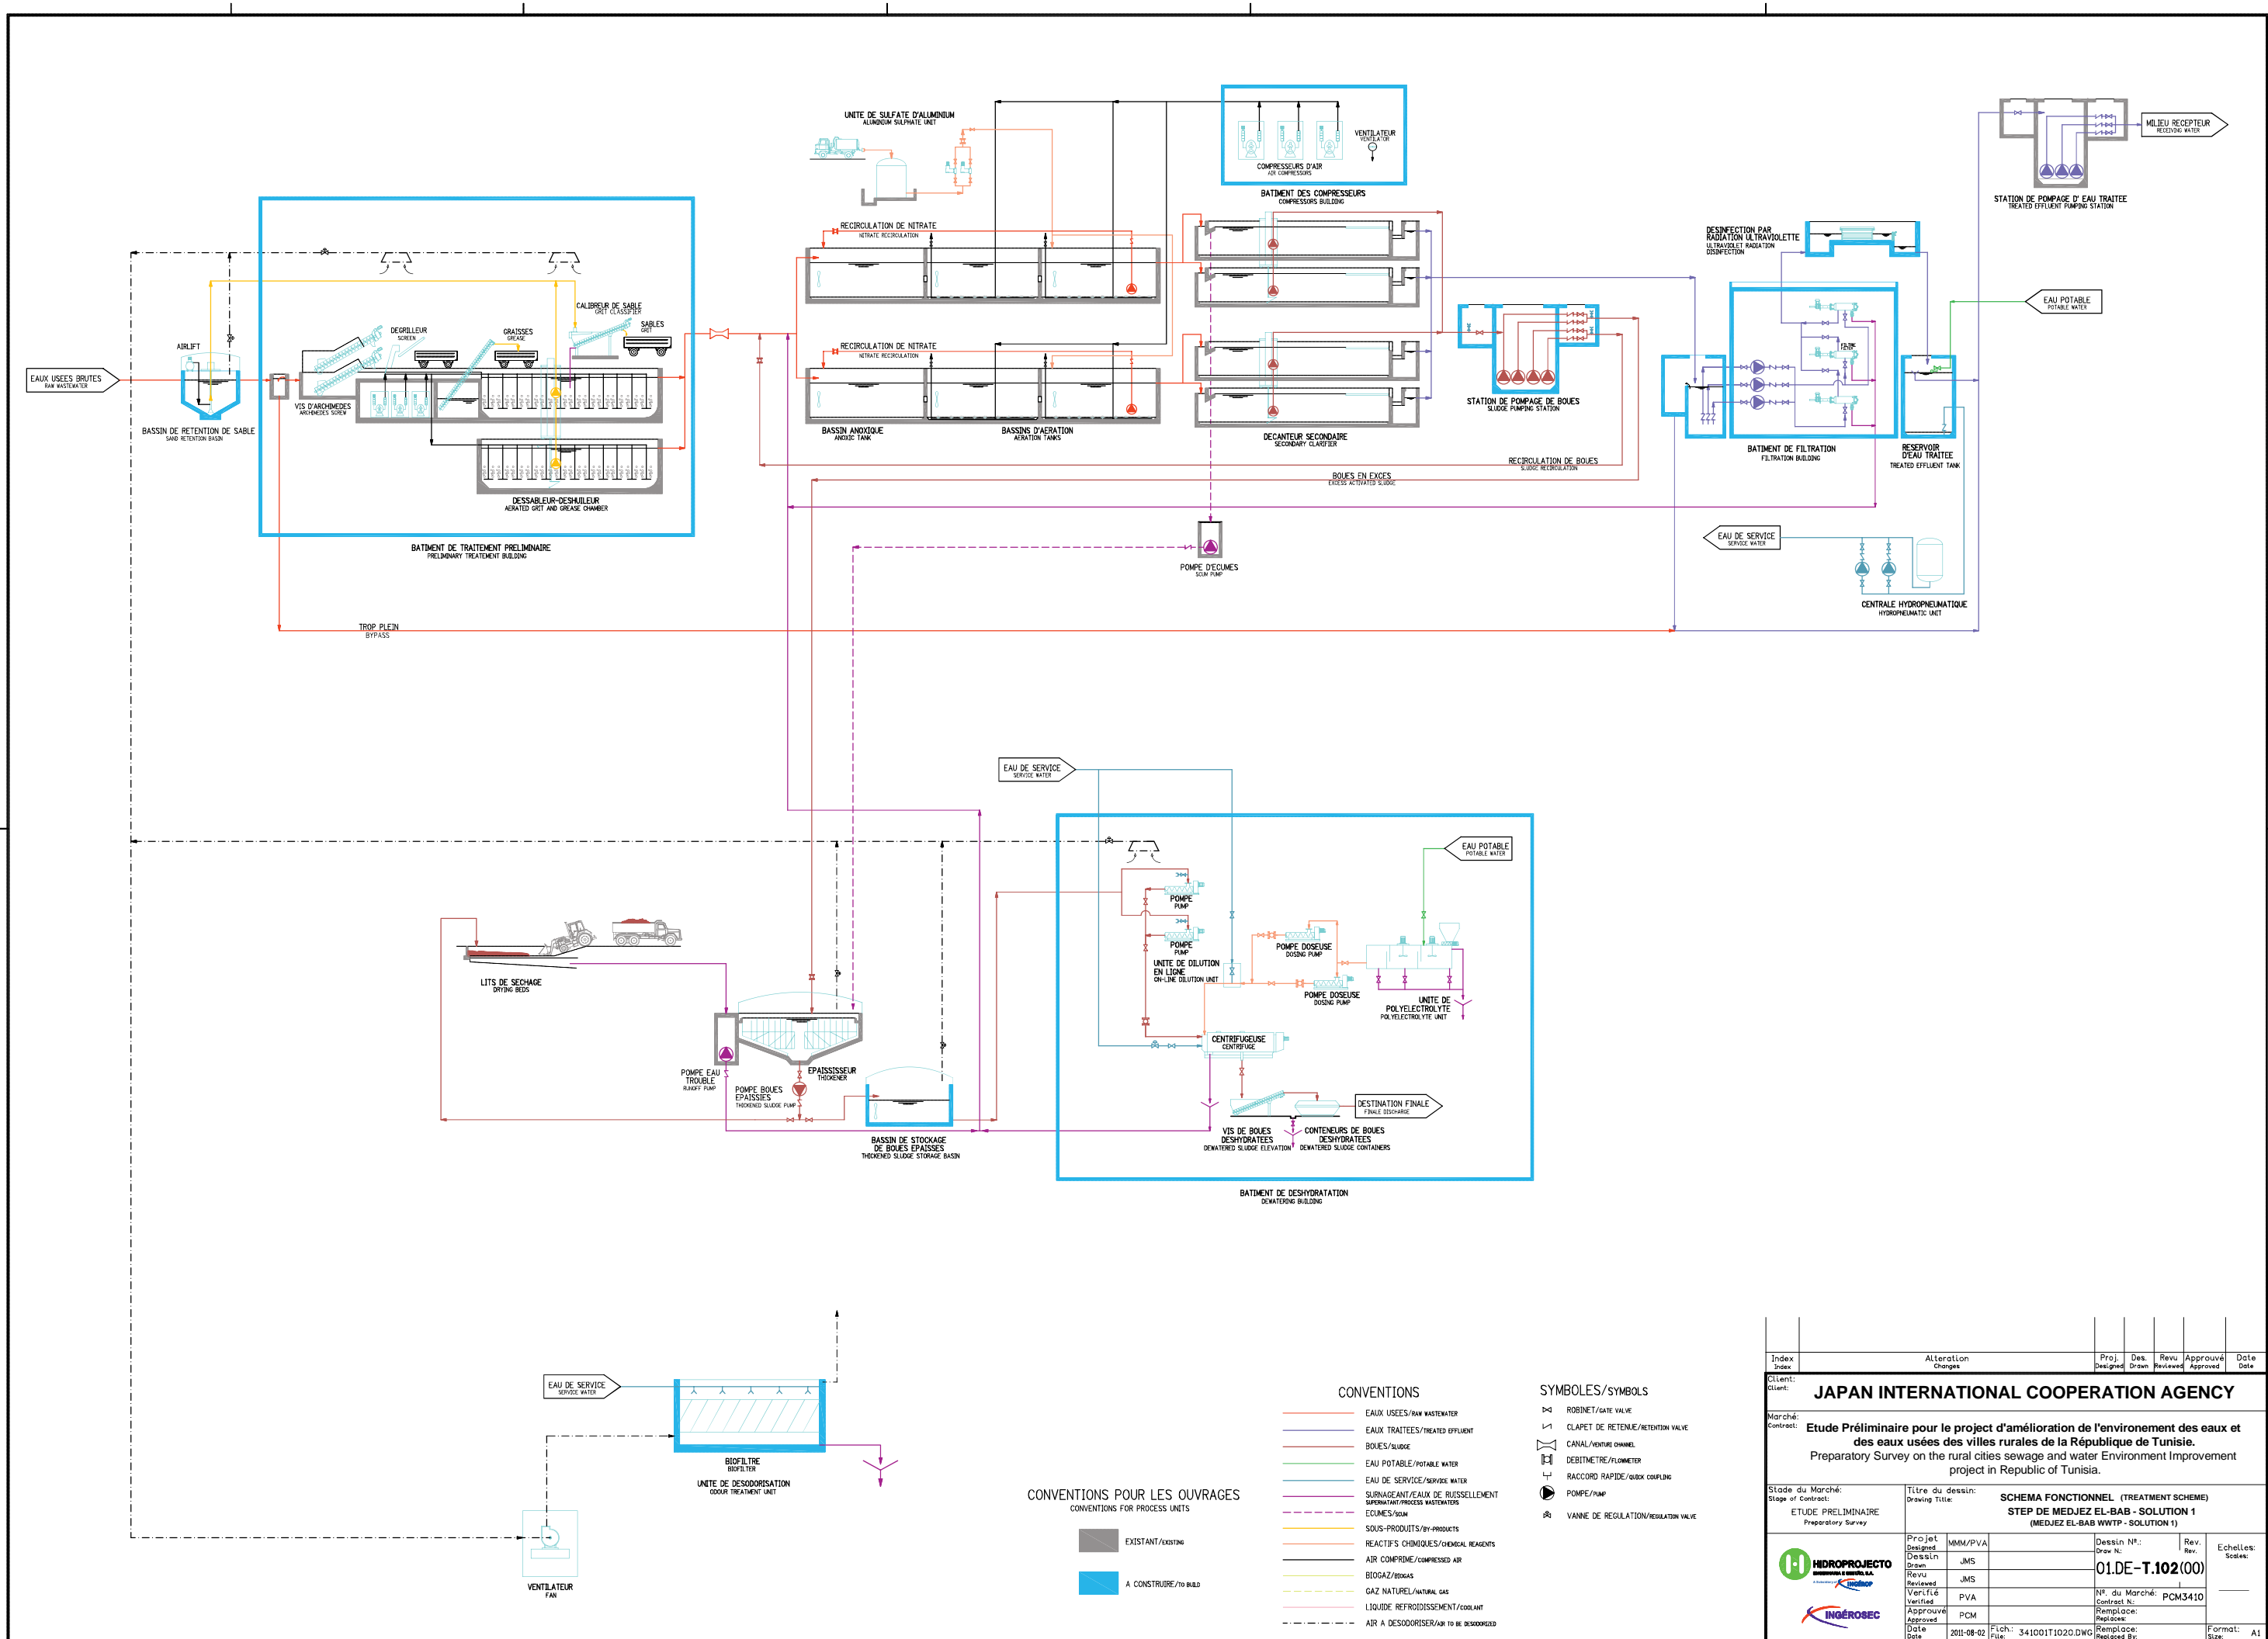 UNITE DE SULFATE D'ALUMINIUM
ALUMINIUM SULPHATE UNIT
VENTILATEUR
VENTILATOR
COMPRESSEURS D'AIR
AIR COMPRESSORS
BATIMENT DES COMPRESSEURS
COMPRESSORS BUILDING
MILIEU RECEPTEUR
RECEIVING WATER
STATION DE POMPAGE D' EAU TRAITEE
TREATED EFFLUENT PUMPING STATION
RECIRCULATION DE NITRATE
NITRATE RECIRCULATION
DESINFECTION PAR
RADIATION ULTRAVIOLETTE
ULTRAVIOLET RADIATION
DISINFECTION
EAU POTABLE
POTABLE WATER
CALIBREUR DE SABLE
GRIT CLASSIFIER
SABLES
GRIT
DEGRILLEUR
SCREEN
GRAISSES
GREASE
AIRLIFT
EAUX USEES BRUTES
RAW WASTEWATER
VIS D'ARCHIMEDES
ARCHIMEDES SCREW
BASSIN DE RETENTION DE SABLE
SAND RETENTION BASIN
RECIRCULATION DE NITRATE
NITRATE RECIRCULATION
BASSIN ANOXIQUE
ANOXIC TANK
BASSINS D'AERATION
AERATION TANKS
DECANTEUR SECONDAIRE
SECONDARY CLARIFIER
STATION DE POMPAGE DE BOUES
SLUDGE PUMPING STATION
BATIMENT DE FILTRATION
FILTRATION BUILDING
RESERVOIR
D'EAU TRAITEE
TREATED EFFLUENT TANK
RECIRCULATION DE BOUES
SLUDGE RECIRCULATION
BOUES EN EXCES
EXCESS ACTIVATED SLUDGE
DESSABLEUR-DESHUILEUR
AERATED GRIT AND GREASE CHAMBER
BATIMENT DE TRAITEMENT PRELIMINAIRE
PRELIMINARY TREATEMENT BUILDING
EAU DE SERVICE
SERVICE WATER
POMPE D'ECUMES
SCUM PUMP
CENTRALE HYDROPNEUMATIQUE
HYDROPNEUMATIC UNIT
TROP PLEIN
BYPASS
EAU DE SERVICE
SERVICE WATER
EAU POTABLE
POTABLE WATER
POMPE
PUMP
POMPE
PUMP
POMPE DOSEUSE
DOSING PUMP
UNITE DE DILUTION
EN LIGNE
ON-LINE DILUTION UNIT
POMPE DOSEUSE
DOSING PUMP
UNITE DE
POLYELECTROLYTE
POLYELECTROLYTE UNIT
LITS DE SECHAGE
DRYING BEDS
CENTRIFUGEUSE
CENTRIFUGE
POMPE EAU
TROUBLE
RUNOFF PUMP
EPAISSISSEUR
THICKENER
POMPE BOUES
EPAISSIES
THICKENED SLUDGE PUMP
DESTINATION FINALE
FINALE DISCHARGE
BASSIN DE STOCKAGE
DE BOUES EPAISSES
THICKENED SLUDGE STORAGE BASIN
VIS DE BOUES
DESHYDRATEES
DEWATERED SLUDGE ELEVATION
CONTENEURS DE BOUES
DESHYDRATEES
DEWATERED SLUDGE CONTAINERS
BATIMENT DE DESHYDRATATION
DEWATERING BUILDING
EAU DE SERVICE
SERVICE WATER
BIOFILTRE
BIOFILTER
UNITE DE DESODORISATION
ODOUR TREATMENT UNIT
VENTILATEUR
FAN
CONVENTIONS POUR LES OUVRAGES
CONVENTIONS FOR PROCESS UNITS
EXISTANT/EXISTING
A CONSTRUIRE/TO BUILD
CONVENTIONS
EAUX USEES/RAW WASTEWATER
EAUX TRAITEES/TREATED EFFLUENT
BOUES/SLUDGE
EAU POTABLE/POTABLE WATER
EAU DE SERVICE/SERVICE WATER
SURNAGEANT/EAUX DE RUISSELLEMENT
SUPERNATANT/PROCESS WASTEWATERS
ECUMES/SCUM
SOUS-PRODUITS/BY-PRODUCTS
REACTIFS CHIMIQUES/CHEMICAL REAGENTS
AIR COMPRIME/COMPRESSED AIR
BIOGAZ/BIOGAS
GAZ NATUREL/NATURAL GAS
LIQUIDE REFROIDISSEMENT/COOLANT
AIR A DESODORISER/AIR TO BE DESODORIZED
SYMBOLES/SYMBOLS
ROBINET/GATE VALVE
CLAPET DE RETENUE/RETENTION VALVE
CANAL/VENTURI CHANNEL
DEBITMETRE/FLOWMETER
RACCORD RAPIDE/QUICK COUPLING
POMPE/PUMP
VANNE DE REGULATION/REGULATION VALVE
Index Alteration Proj. Des. Revu Approuvé Date
Index Changes Designed Drawn Reviewed Approved Date
Client:
Client:
JAPAN INTERNATIONAL COOPERATION AGENCY
Marché:
Contract:
Etude Préliminaire pour le project d'amélioration de l'environement des eaux et
des eaux usées des villes rurales de la République de Tunisie.
Preparatory Survey on the rural cities sewage and water Environment Improvement
project in Republic of Tunisia.
Stade du Marché:
Stage of Contract:
ETUDE PRELIMINAIRE
Preparatory Survey
Titre du dessin:
Drawing Title:
SCHEMA FONCTIONNEL (TREATMENT SCHEME)
STEP DE MEDJEZ EL-BAB - SOLUTION 1
(MEDJEZ EL-BAB WWTP - SOLUTION 1)
HIDROPROJECTO
INGÉROP
INGÉROSEC
Projet
Designed
MMM/PVA
Dessin
Drawn
JMS
Revu
Reviewed
JMS
Verifié
Verified
PVA
Approuvé
Approved
PCM
Date
Date
2011-08-02
Fich.:
File:
341001T1020.DWG
Dessin Nº.:
Draw N.:
Rev.
Rev.
01.DE-T.102(00)
Nº. du Marché:
Contract N.:
PCM3410
Remplace:
Replaces:
Remplace:
Replaced By:
Echelles:
Scales:
Format:
Size:
A1